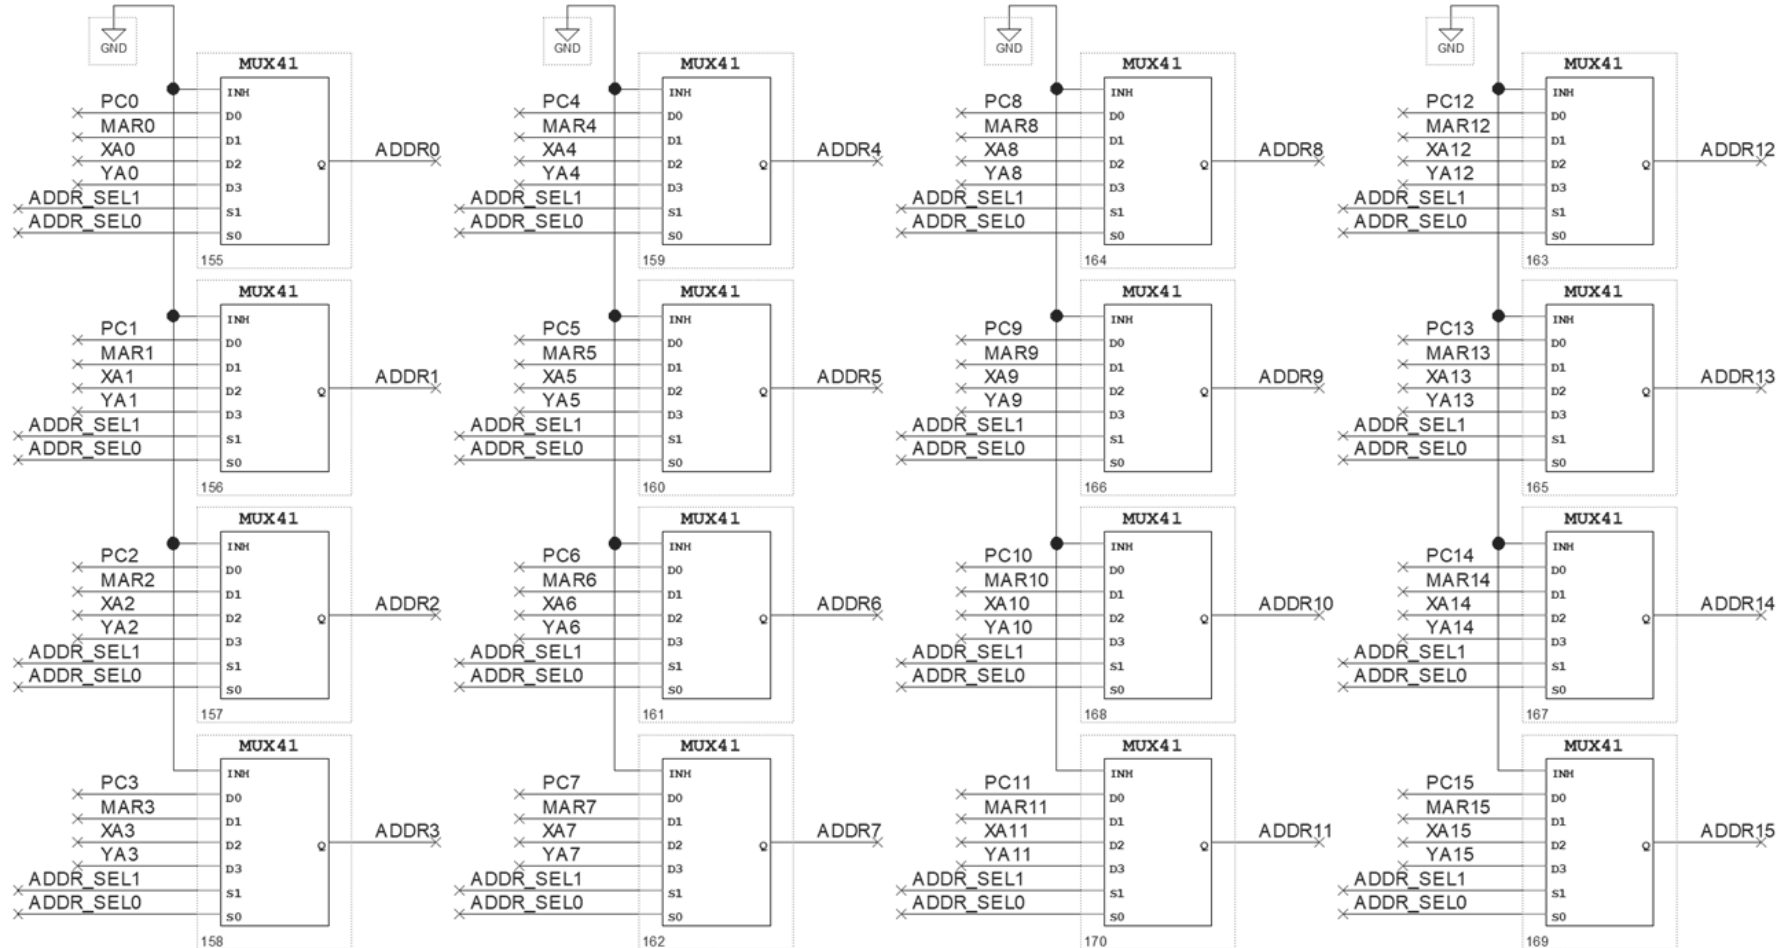 GND
MUX41
INH
PC0
D0
MAR0
D1
XA0
D2
Q
ADDR0
YA0
D3
ADDR_SEL1
S1
ADDR_SEL0
S0
155
MUX41
INH
PC1
D0
MAR1
D1
XA1
D2
Q
ADDR1
YA1
D3
ADDR_SEL1
S1
ADDR_SEL0
S0
156
MUX41
INH
PC2
D0
MAR2
D1
XA2
D2
Q
ADDR2
YA2
D3
ADDR_SEL1
S1
ADDR_SEL0
S0
157
MUX41
INH
PC3
D0
MAR3
D1
XA3
D2
Q
ADDR3
YA3
D3
ADDR_SEL1
S1
ADDR_SEL0
S0
158
GND
MUX41
INH
PC4
D0
MAR4
D1
XA4
D2
Q
ADDR4
YA4
D3
ADDR_SEL1
S1
ADDR_SEL0
S0
159
MUX41
INH
PC5
D0
MAR5
D1
XA5
D2
Q
ADDR5
YA5
D3
ADDR_SEL1
S1
ADDR_SEL0
S0
160
MUX41
INH
PC6
D0
MAR6
D1
XA6
D2
Q
ADDR6
YA6
D3
ADDR_SEL1
S1
ADDR_SEL0
S0
161
MUX41
INH
PC7
D0
MAR7
D1
XA7
D2
Q
ADDR7
YA7
D3
ADDR_SEL1
S1
ADDR_SEL0
S0
162
GND
MUX41
INH
PC8
D0
MAR8
D1
XA8
D2
Q
ADDR8
YA8
D3
ADDR_SEL1
S1
ADDR_SEL0
S0
164
MUX41
INH
PC9
D0
MAR9
D1
XA9
D2
Q
ADDR9
YA9
D3
ADDR_SEL1
S1
ADDR_SEL0
S0
166
MUX41
INH
PC10
D0
MAR10
D1
XA10
D2
Q
ADDR10
YA10
D3
ADDR_SEL1
S1
ADDR_SEL0
S0
168
MUX41
INH
PC11
D0
MAR11
D1
XA11
D2
Q
ADDR11
YA11
D3
ADDR_SEL1
S1
ADDR_SEL0
S0
170
GND
MUX41
INH
PC12
D0
MAR12
D1
XA12
D2
Q
ADDR12
YA12
D3
ADDR_SEL1
S1
ADDR_SEL0
S0
163
MUX41
INH
PC13
D0
MAR13
D1
XA13
D2
Q
ADDR13
YA13
D3
ADDR_SEL1
S1
ADDR_SEL0
S0
165
MUX41
INH
PC14
D0
MAR14
D1
XA14
D2
Q
ADDR14
YA14
D3
ADDR_SEL1
S1
ADDR_SEL0
S0
167
MUX41
INH
PC15
D0
MAR15
D1
XA15
D2
Q
ADDR15
YA15
D3
ADDR_SEL1
S1
ADDR_SEL0
S0
169